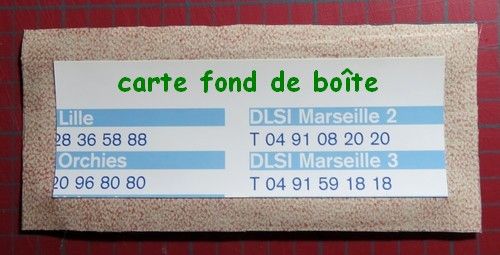 carte fond de boîte
Lille
28 36 58 88
Orchies
20 96 80 80
DLSI Marseille 2
T 04 91 08 20 20
DLSI Marseille 3
T 04 91 59 18 18